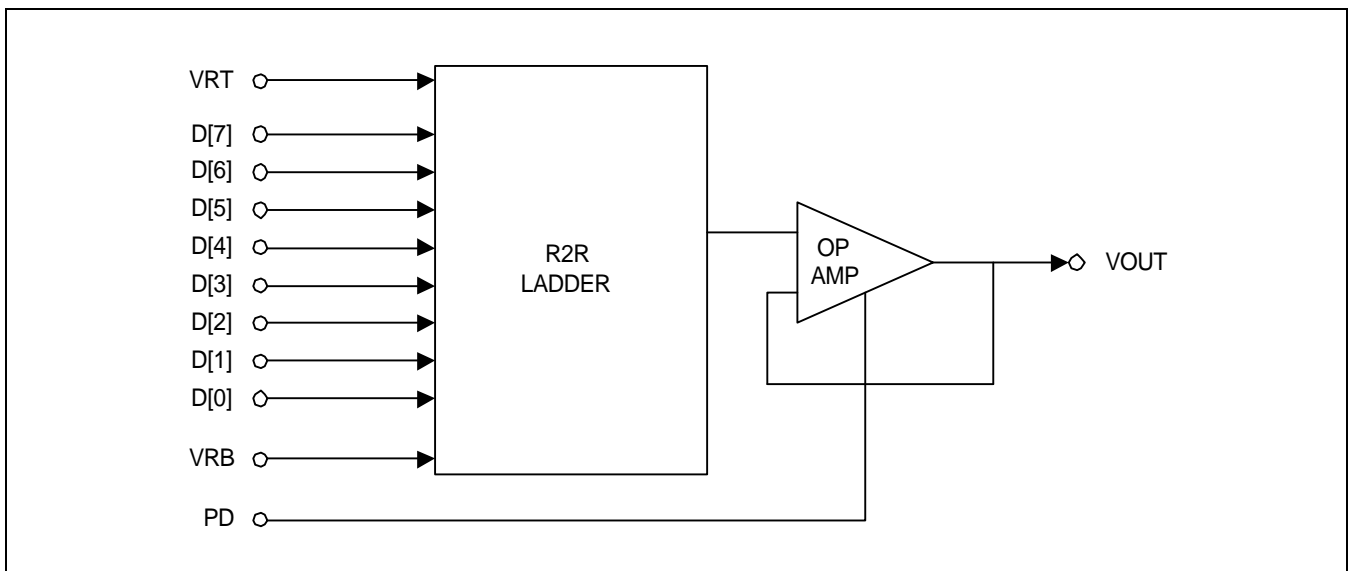 VRT
D[7]
D[6]
D[5]
D[4]
D[3]
D[2]
D[1]
D[0]
VRB
PD
R2R
LADDER
OP
AMP
VOUT